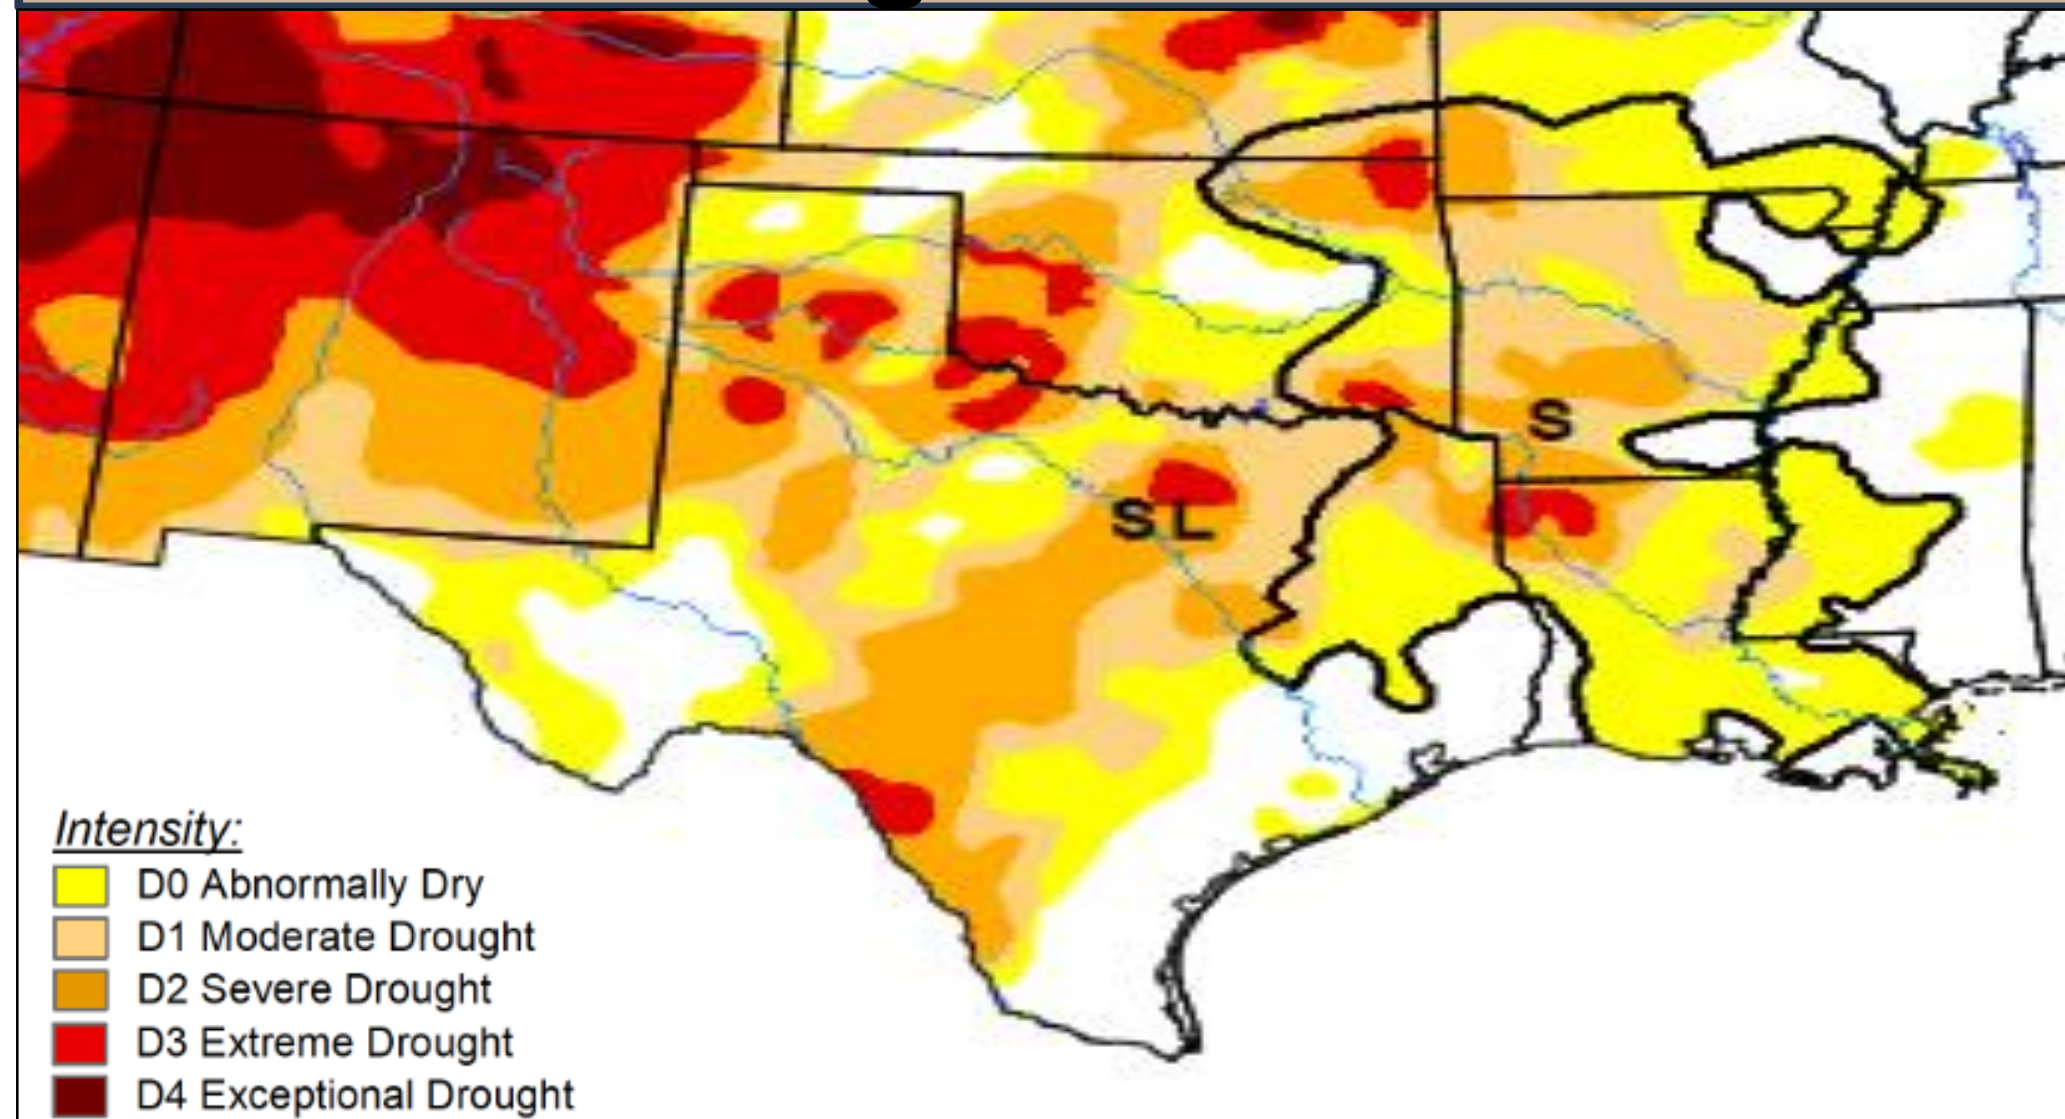 S
SL
Intensity:
D0 Abnormally Dry
D1 Moderate Drought
D2 Severe Drought
D3 Extreme Drought
D4 Exceptional Drought